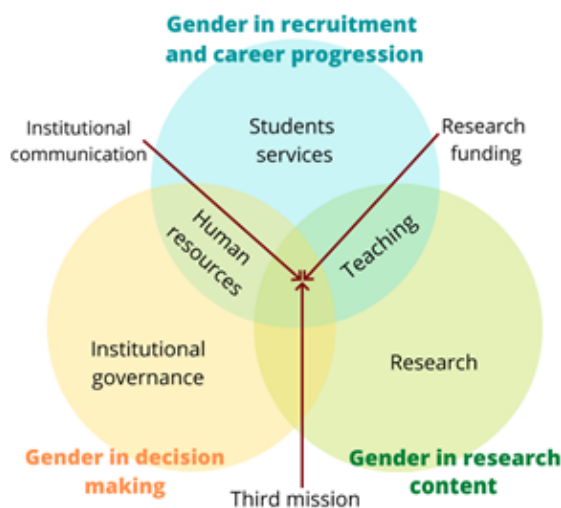 Gender in recruitment
and career progression
Institutional
communication
Students
services
Research
funding
Human
resources
Teaching
Institutional
governance
Research
Gender in decision
making
Gender in research
content
Third mission